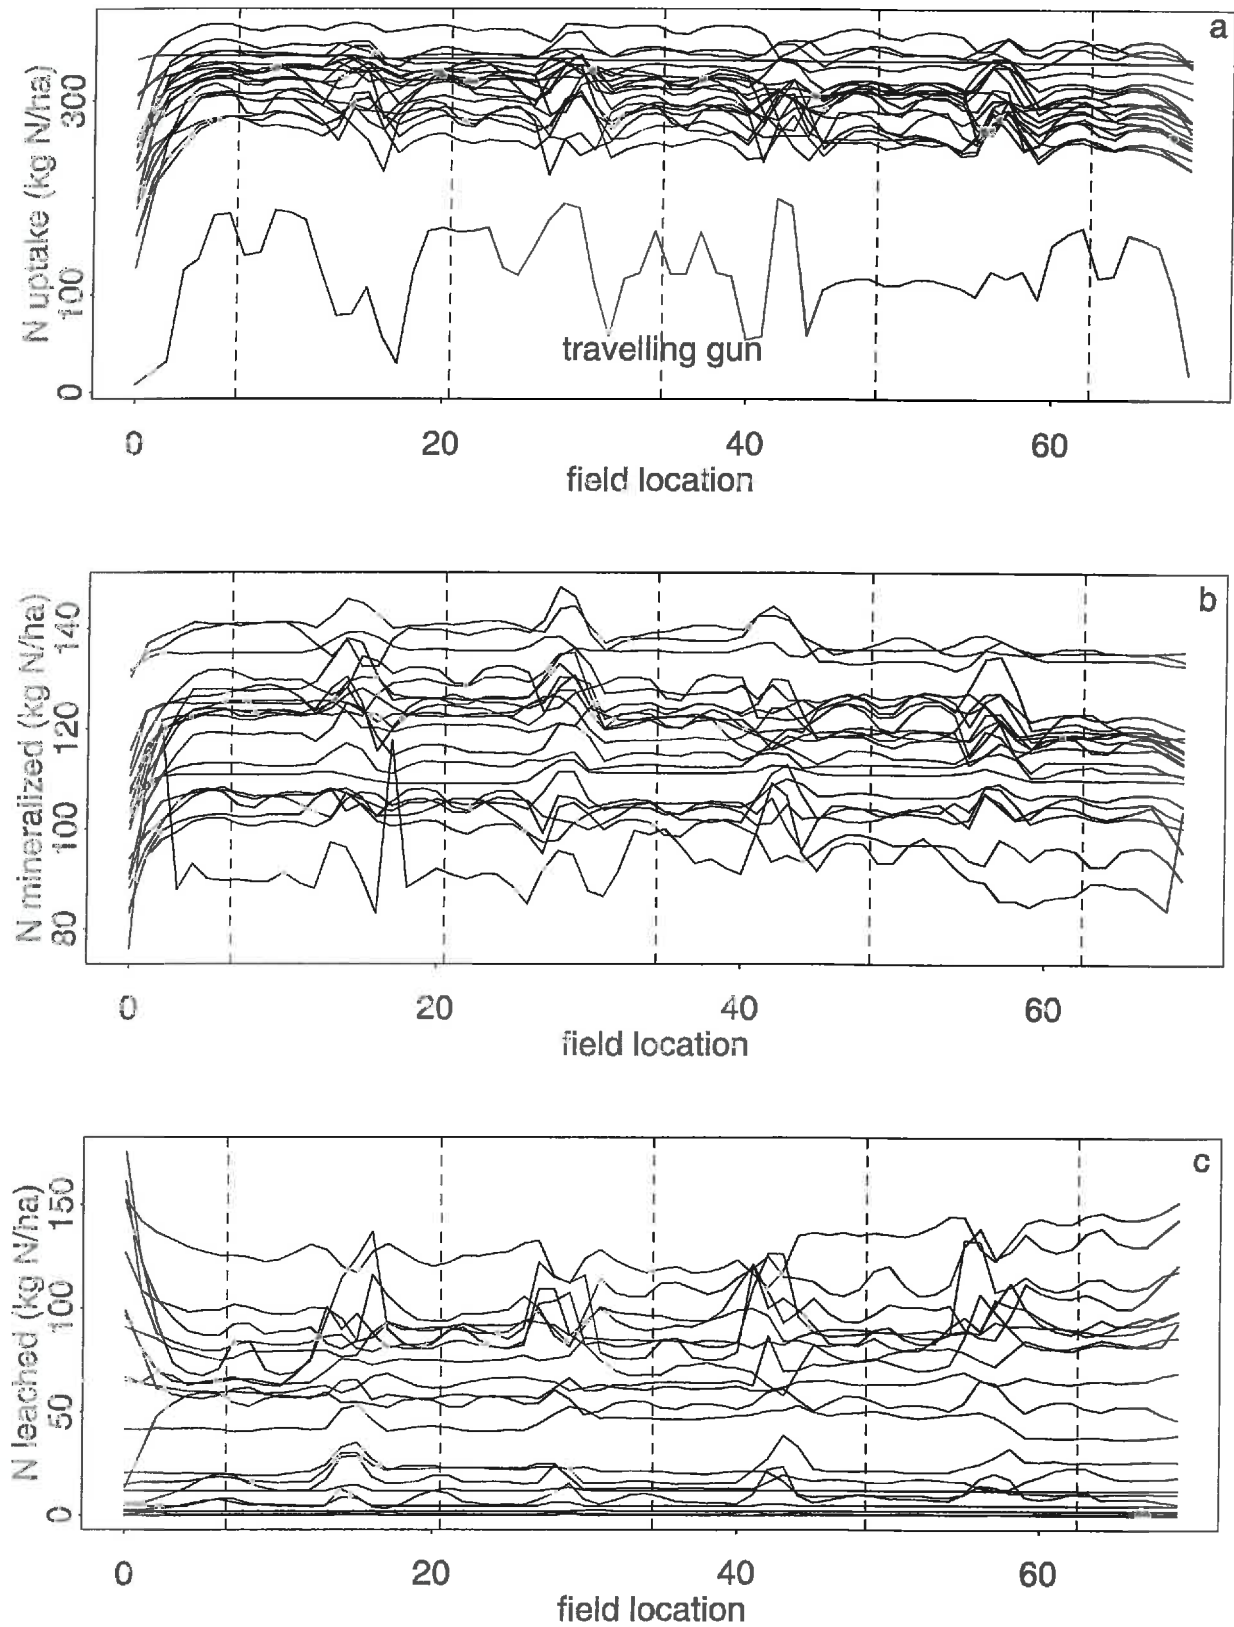 a
N uptake (kg N/ha)
300
100
0
travelling gun
0 20 40 60
field location
b
N mineralized (kg N/ha)
140
120
100
80
0 20 40 60
field location
c
N leached (kg N/ha)
150
100
50
0
0 20 40 60
field location